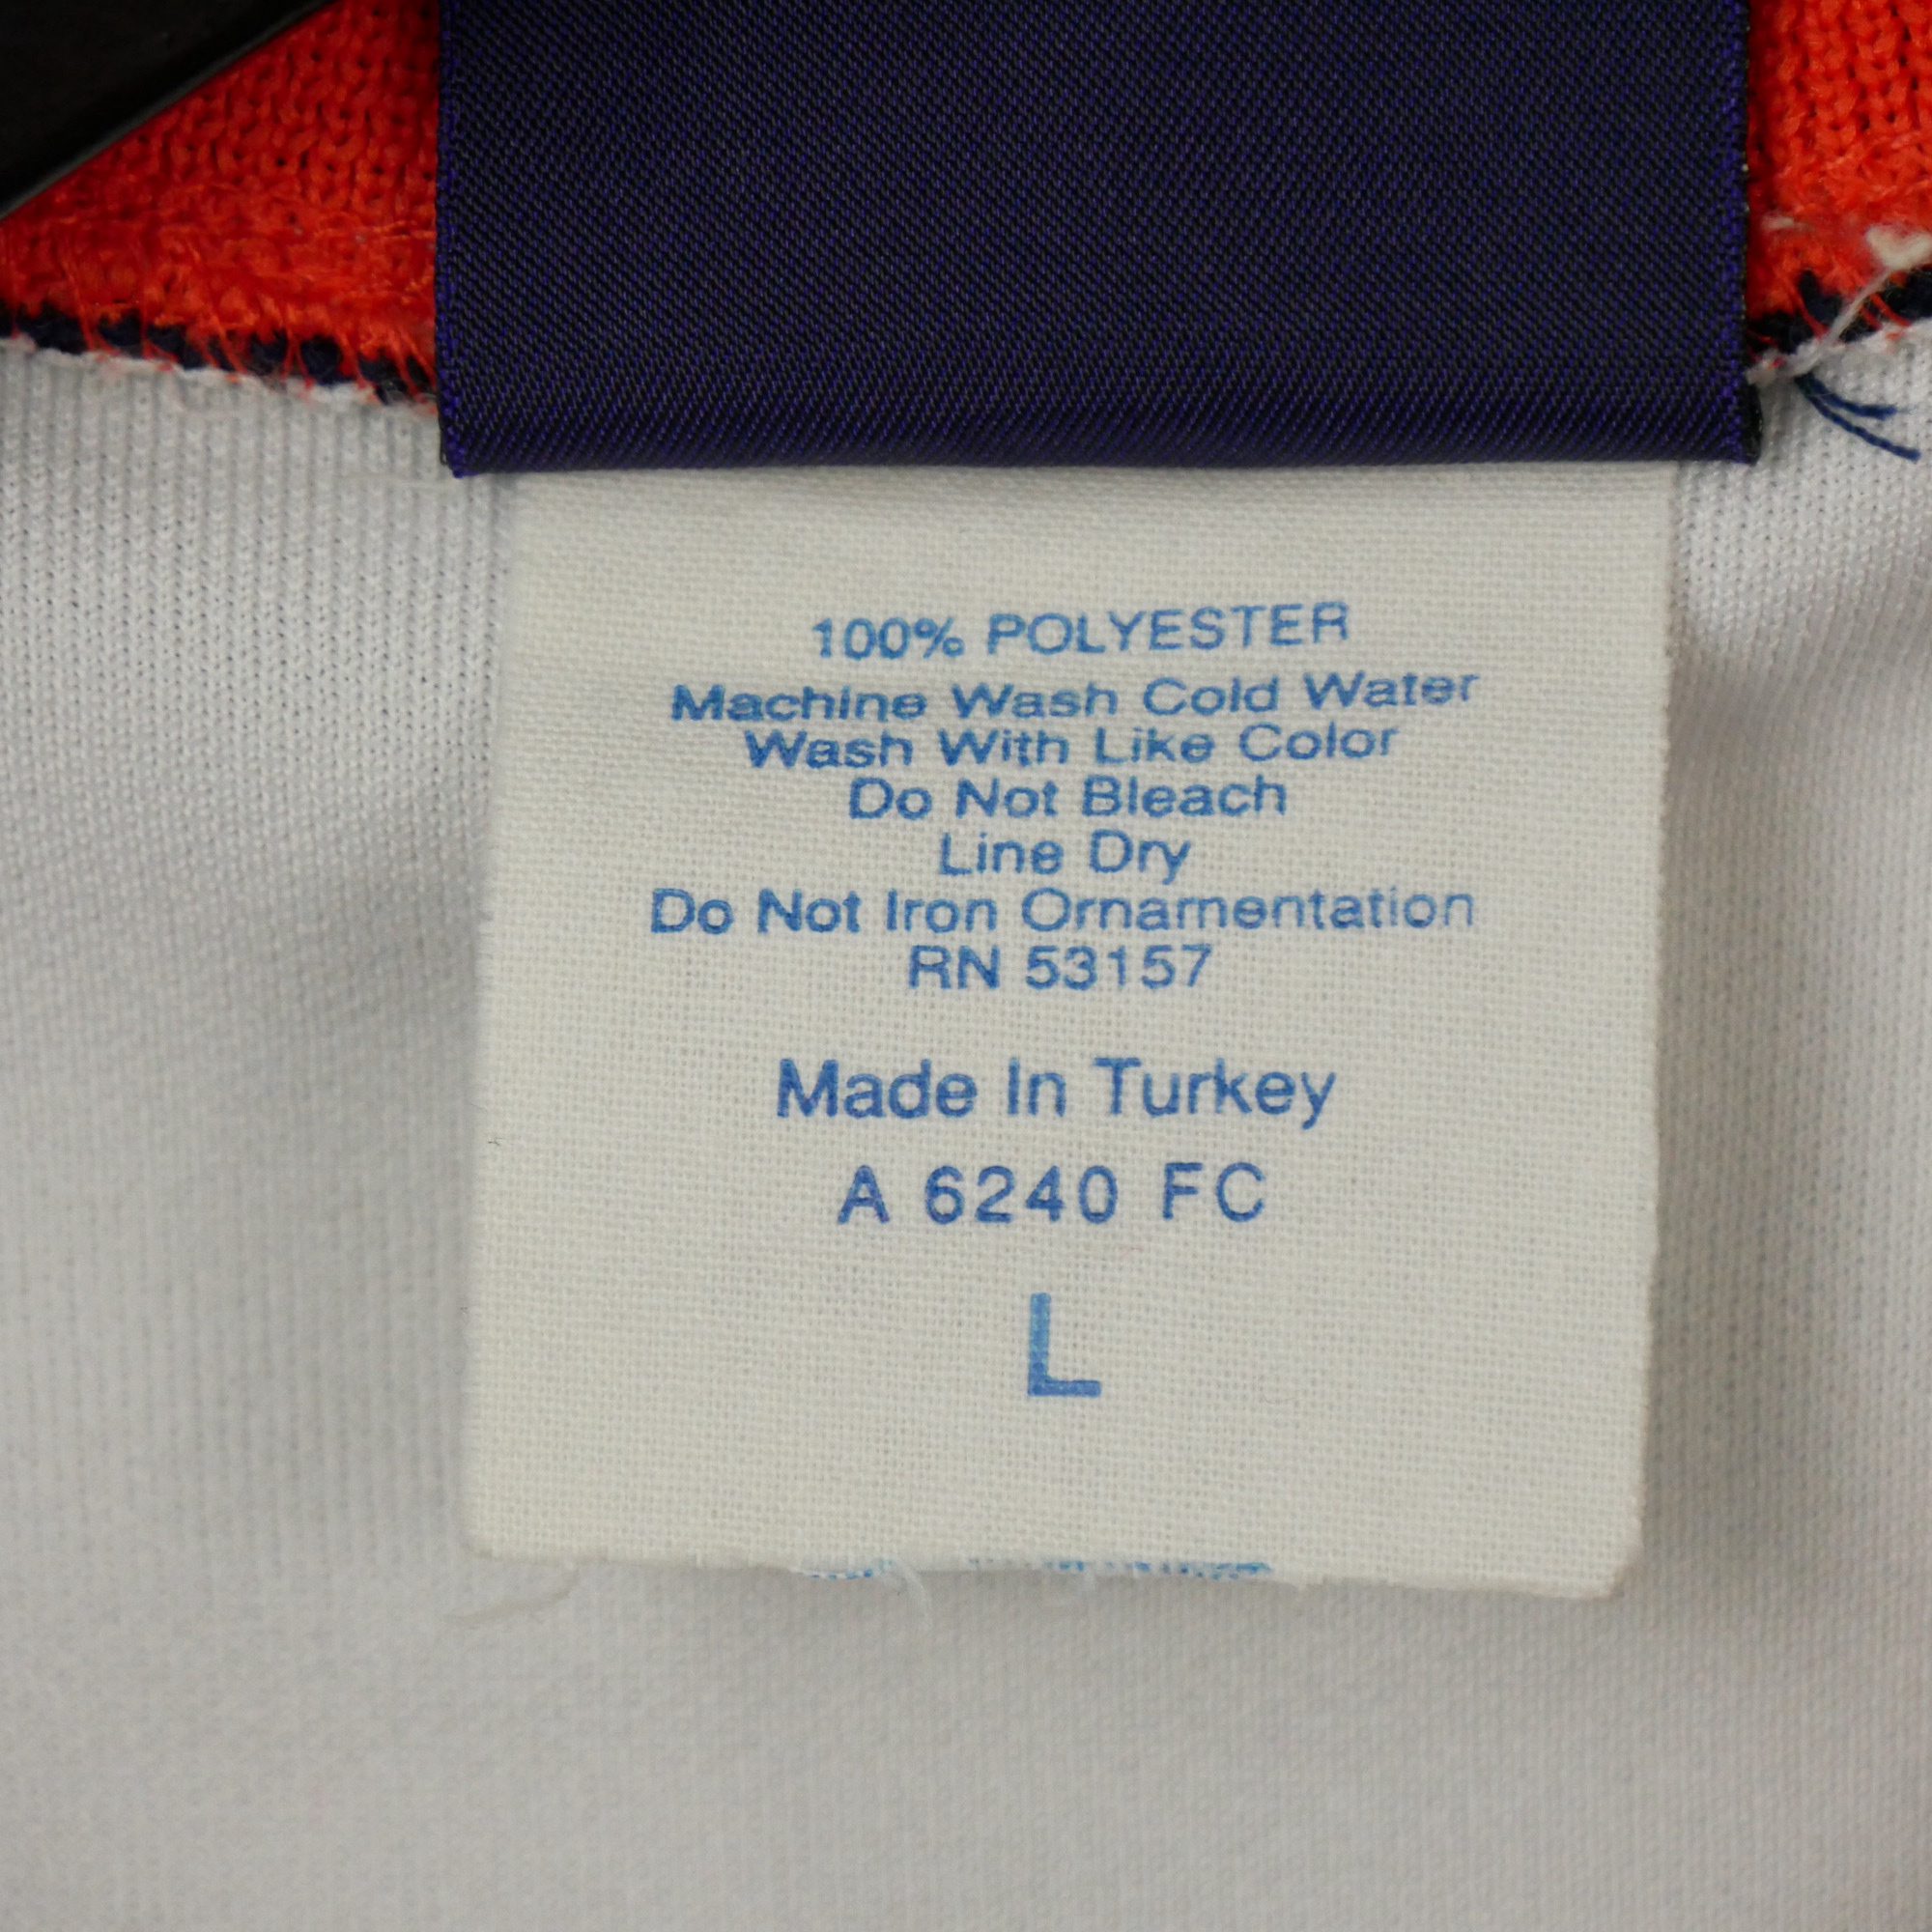 100% POLYESTER
Machine Wash Cold Water
Wash With Like Color
Do Not Bleach
Line Dry
Do Not Iron Ornamentation
RN 53157
Made In Turkey
A 6240 FC
L